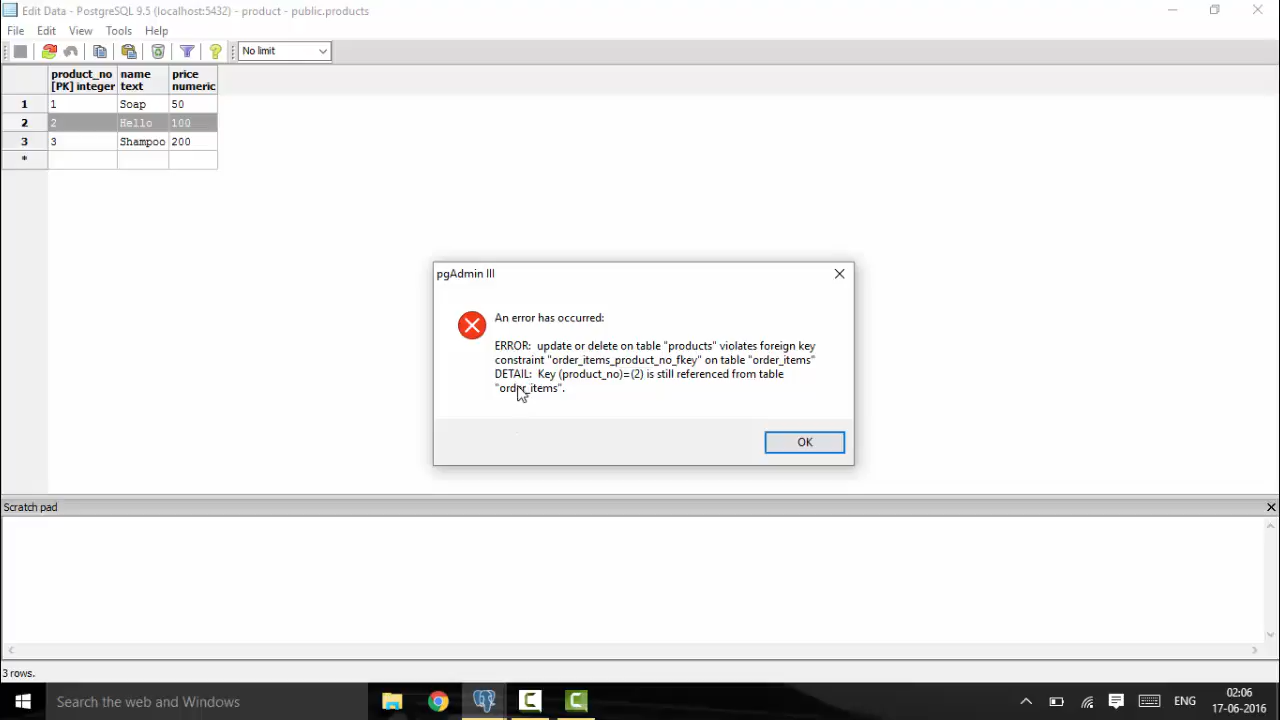 Edit Data - PostgreSQL 9.5 (localhost:5432) - product - public.products
File Edit View Tools Help
No limit
product_no name price
[PK] integer text numeric
1 1 Soap 50
2 2 Hello 100
3 3 Shampoo 200
*
pgAdmin III
An error has occurred:
ERROR: update or delete on table "products" violates foreign key
constraint "order_items_product_no_fkey" on table "order_items"
DETAIL: Key (product_no)=(2) is still referenced from table
"order_items".
OK
Scratch pad
3 rows.
Search the web and Windows
ENG
02:06
17-06-2016